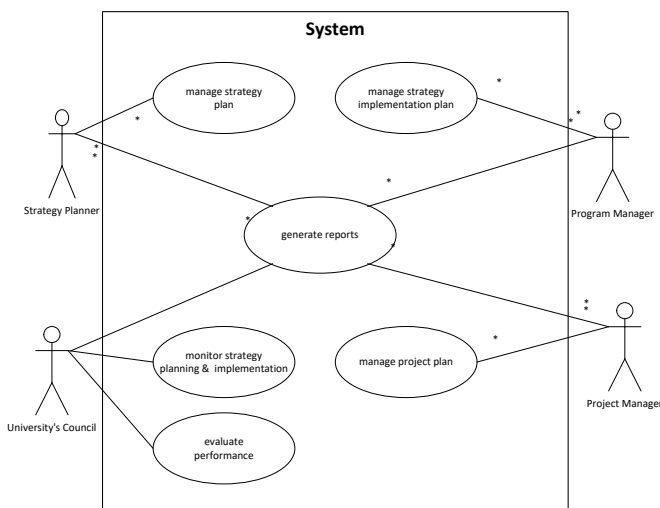 System
manage strategy
plan
manage strategy
implementation plan
*
*
*
*
*
*
Strategy Planner
Program Manager
*
*
generate reports
*
*
*
*
monitor strategy
planning & implementation
manage project plan
University's Council
Project Manager
evaluate
performance